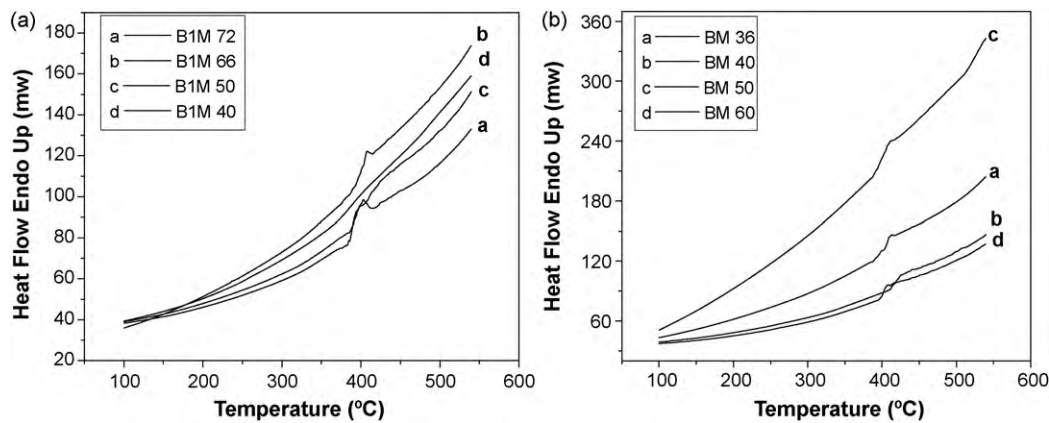 (a)
Heat Flow Endo Up (mw)
180
160
140
120
100
80
60
40
20
a B1M 72
b B1M 66
c B1M 50
d B1M 40
b
d
c
a
100 200 300 400 500 600
Temperature (ºC)
(b)
Heat Flow Endo Up (mw)
360
300
240
180
120
60
a BM 36
b BM 40
c BM 50
d BM 60
c
a
b
d
100 200 300 400 500 600
Temperature (ºC)